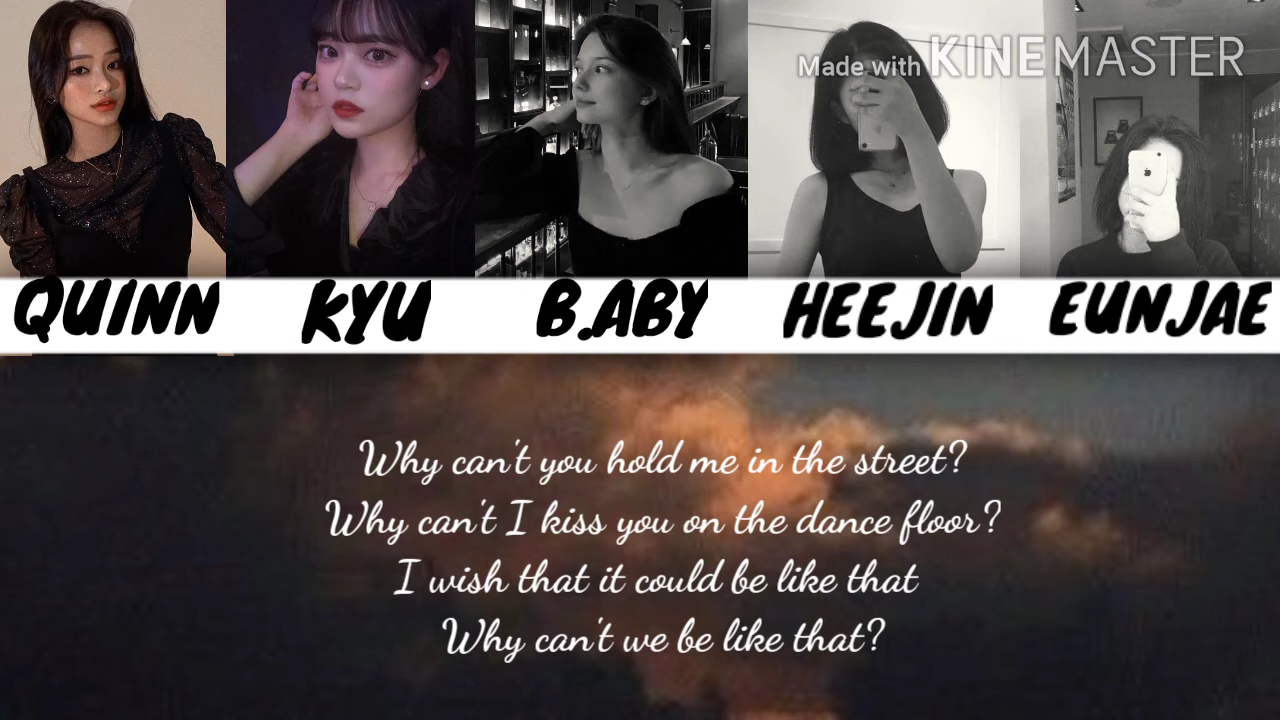 Made with KINEMASTER
QUINN KYU B.ABY HEEJIN EUNJAE
Why can't you hold me in the street?
Why can't I kiss you on the dance floor?
I wish that it could be like that
Why can't we be like that?